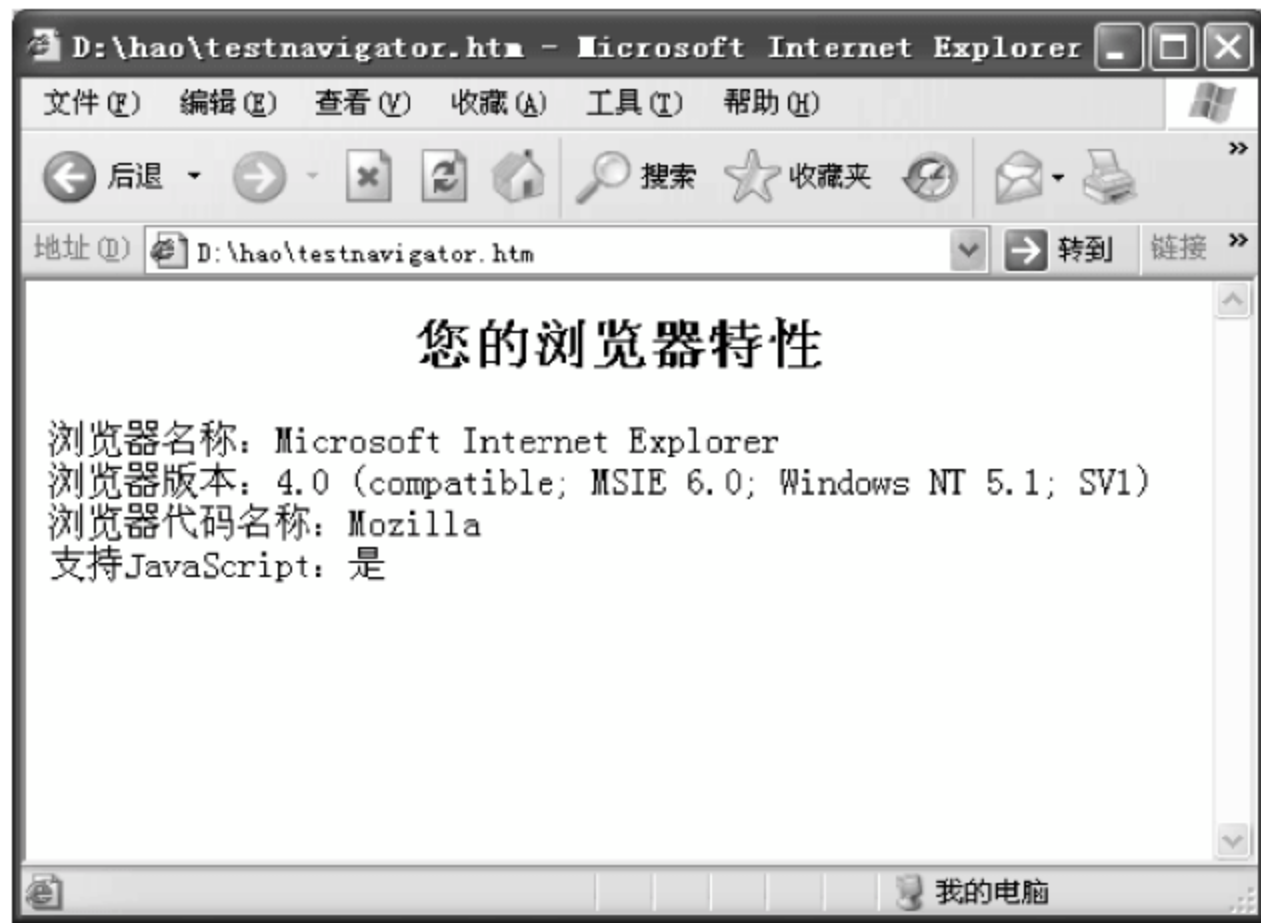 D:\hao\testnavigator.htm - Microsoft Internet Explorer
文件(F) 编辑(E) 查看(V) 收藏(A) 工具(T) 帮助(H)
后退 搜索 收藏夹 »
地址(D) D:\hao\testnavigator.htm 转到 链接 »
您的浏览器特性
浏览器名称：Microsoft Internet Explorer
浏览器版本：4.0 (compatible; MSIE 6.0; Windows NT 5.1; SV1)
浏览器代码名称：Mozilla
支持JavaScript：是
我的电脑